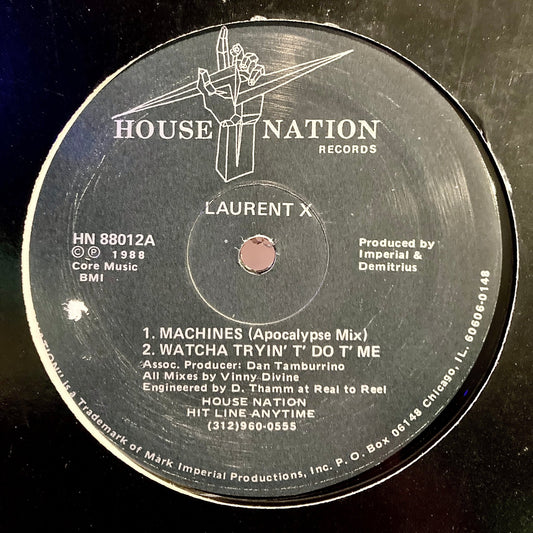 HOUSE NATION
RECORDS
LAURENT X
HN 88012A
Ⓒ Ⓟ 1988
Core Music
BMI
Produced by
Imperial &
Demitrius
1. MACHINES (Apocalypse Mix)
2. WATCHA TRYIN' T' DO T' ME
Assoc. Producer: Dan Tamburrino
All Mixes by Vinny Divine
Engineered by D. Thamm at Real to Reel
HOUSE NATION
HIT LINE ANYTIME
(312)960-0555
is a Trademark of Mark Imperial Productions, Inc. P. O. Box 06148 Chicago, IL. 60606-0148